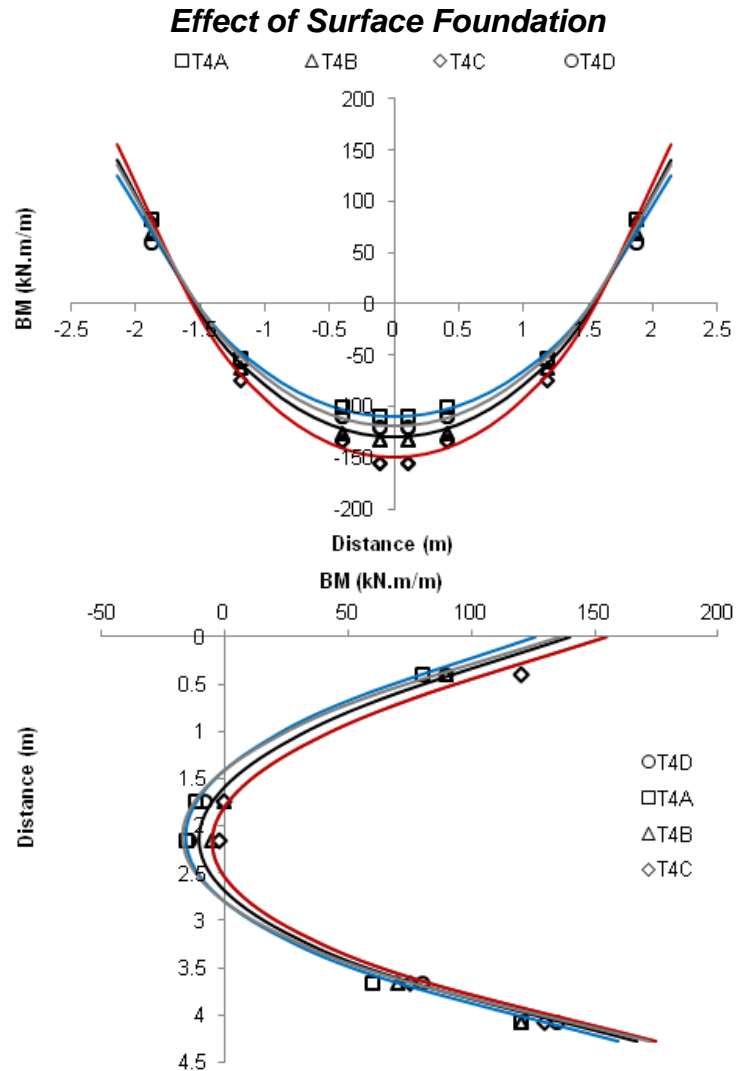 Effect of Surface Foundation
T4A T4B T4C T4D
200
150
100
50
0
-2.5 -2 -1.5 -1 -0.5 0 0.5 1 1.5 2 2.5
-50
-100
-150
-200
BM (kN.m/m)
Distance (m)
BM (kN.m/m)
-50 0 50 100 150 200
0
0.5
1
1.5
2
2.5
3
3.5
4
4.5
Distance (m)
T4D
T4A
T4B
T4C